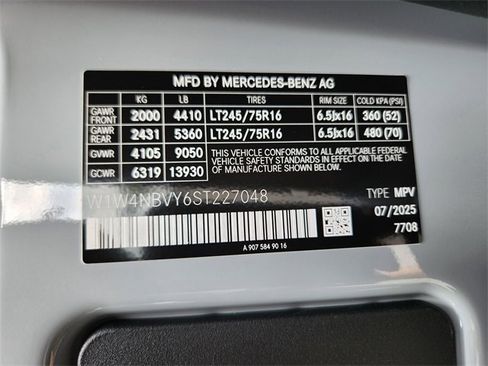 MFD BY MERCEDES-BENZ AG
KG LB TIRES RIM SIZE COLD KPA (PSI)
GAWR FRONT 2000 4410 LT245/75R16 6.5Jx16 360 (52)
GAWR REAR 2431 5360 LT245/75R16 6.5Jx16 480 (70)
GVWR 4105 9050 THIS VEHICLE CONFORMS TO ALL APPLICABLE FEDERAL
MOTOR VEHICLE SAFETY STANDARDS IN EFFECT ON THE
GCWR 6319 13930 DATE OF MANUFACTURE SHOWN ABOVE.
W1W4NBVY6ST227048
TYPE MPV
07/2025
7708
A 907 584 90 16